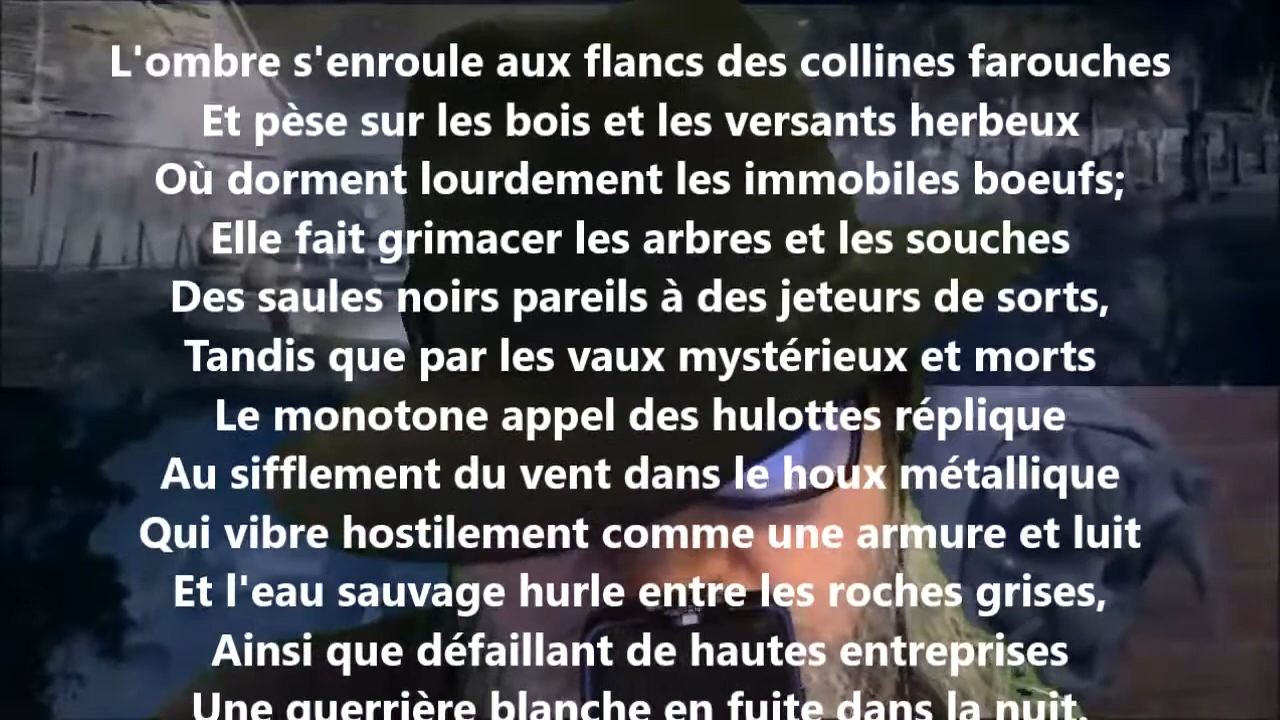 L'ombre s'enroule aux flancs des collines farouches
Et pèse sur les bois et les versants herbeux
Où dorment lourdement les immobiles boeufs;
Elle fait grimacer les arbres et les souches
Des saules noirs pareils à des jeteurs de sorts,
Tandis que par les vaux mystérieux et morts
Le monotone appel des hulottes réplique
Au sifflement du vent dans le houx métallique
Qui vibre hostilement comme une armure et luit
Et l'eau sauvage hurle entre les roches grises,
Ainsi que défaillant de hautes entreprises
Une guerrière blanche en fuite dans la nuit.